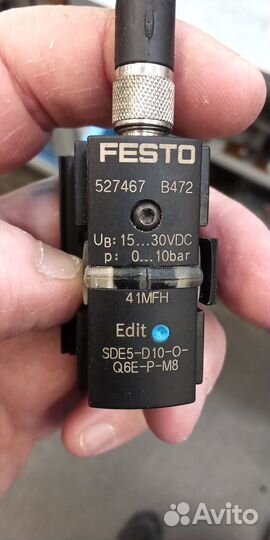 FESTO
527467 B472
UB: 15...30VDC
p: 0...10bar
41MFH
Edit
SDE5-D10-O-
Q6E-P-M8
Avito